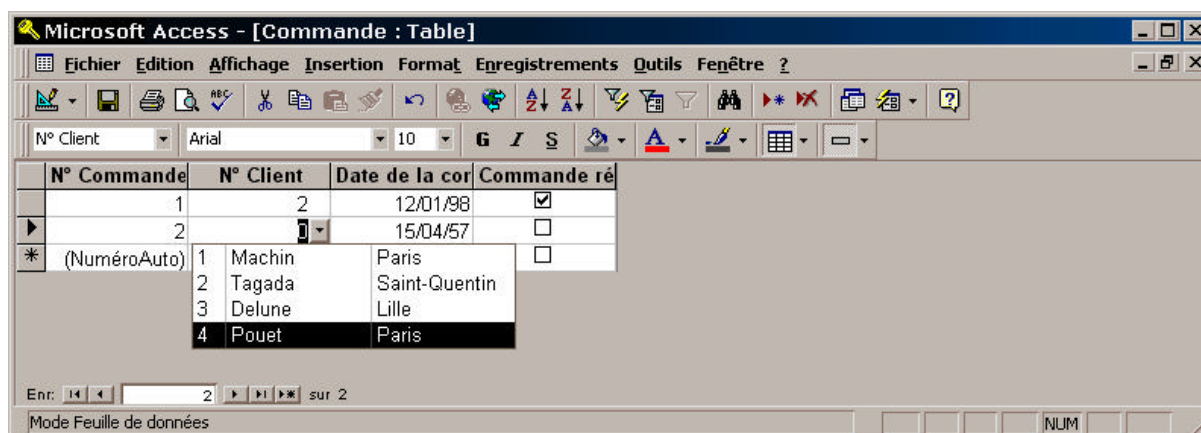 Microsoft Access - [Commande : Table]
Fichier Edition Affichage Insertion Format Enregistrements Outils Fenêtre ?
ABC A Z Z A
N° Client Arial 10 G I S A
N° Commande N° Client Date de la cor Commande ré
1 2 12/01/98
2 0 15/04/57
(NuméroAuto)
1 Machin Paris
2 Tagada Saint-Quentin
3 Delune Lille
4 Pouet Paris
Enr: 2 sur 2
Mode Feuille de données NUM